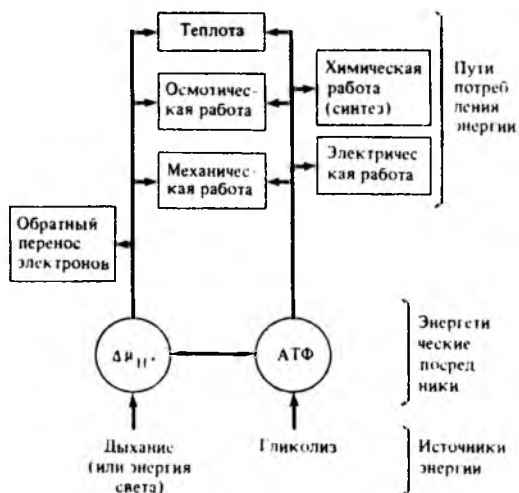 Теплота
Осмотичес-
кая работа
Химическая
работа
(синтез)
Механичес-
кая работа
Электричес
кая работа
Обратный
перенос
электронов
Пути
потреб
ления
энергии
Δμ H+
АТФ
Энергети
ческие
посред
ники
Дыхание
(или энергия
света)
Гликолиз
Источники
энергии